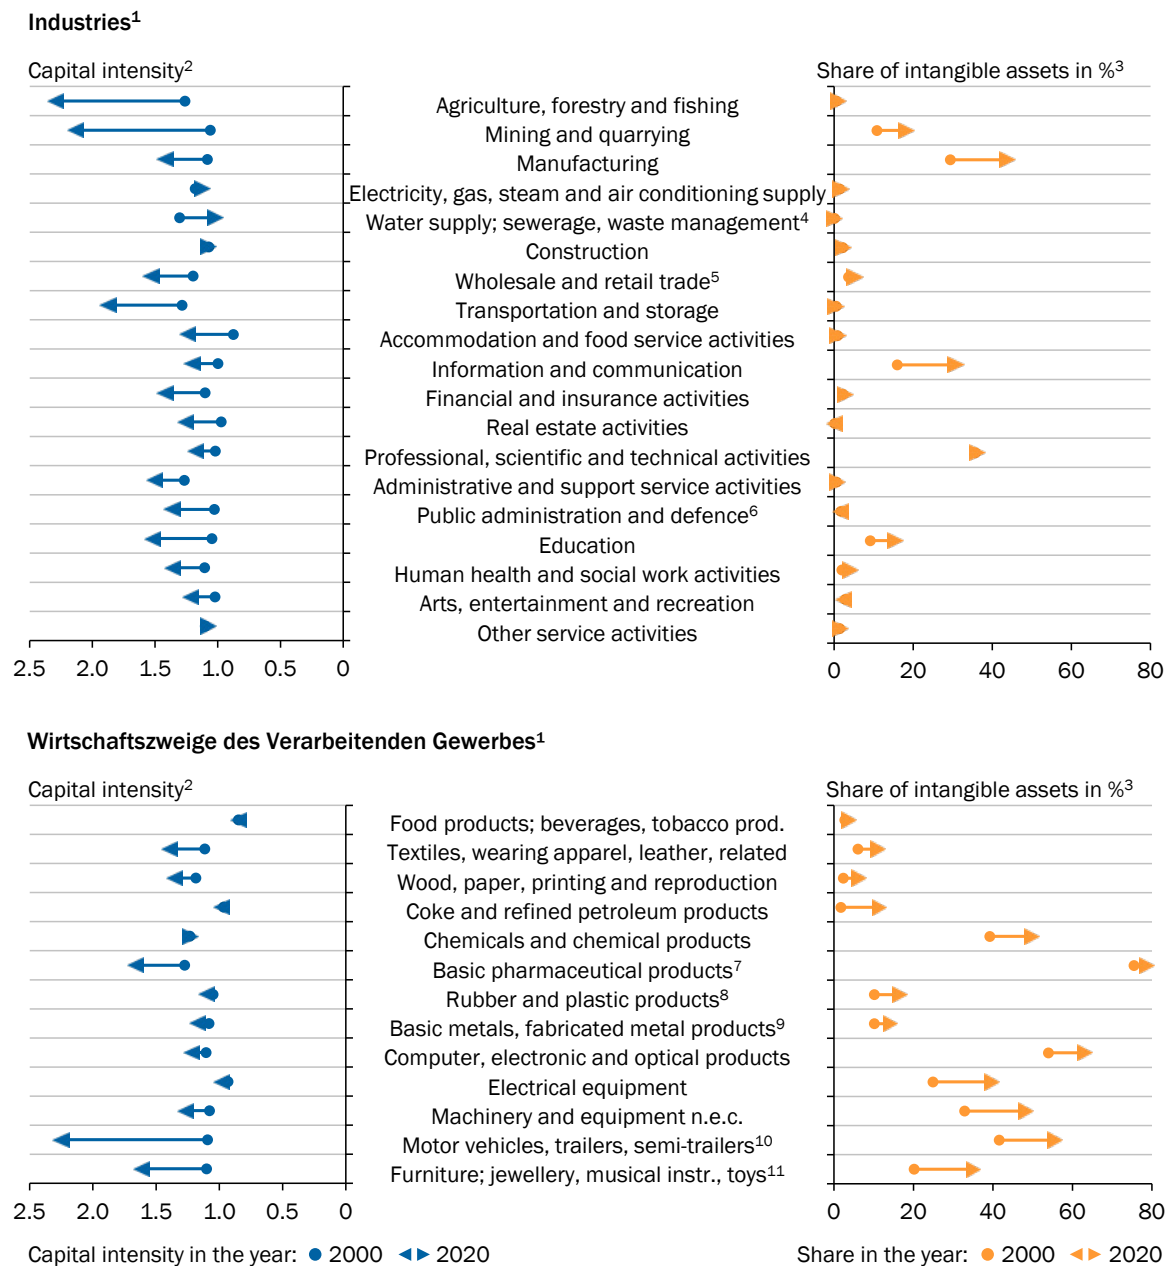 Industries¹
Capital intensity²
Share of intangible assets in %³
Agriculture, forestry and fishing
Mining and quarrying
Manufacturing
Electricity, gas, steam and air conditioning supply
Water supply; sewerage, waste management⁴
Construction
Wholesale and retail trade⁵
Transportation and storage
Accommodation and food service activities
Information and communication
Financial and insurance activities
Real estate activities
Professional, scientific and technical activities
Administrative and support service activities
Public administration and defence⁶
Education
Human health and social work activities
Arts, entertainment and recreation
Other service activities
2.5 2.0 1.5 1.0 0
0 20 40 60 80
Wirtschaftszweige des Verarbeitenden Gewerbes¹
Capital intensity²
Share of intangible assets in %³
Food products; beverages, tobacco prod.
Textiles, wearing apparel, leather, related
Wood, paper, printing and reproduction
Coke and refined petroleum products
Chemicals and chemical products
Basic pharmaceutical products⁷
Rubber and plastic products⁸
Basic metals, fabricated metal products⁹
Computer, electronic and optical products
Electrical equipment
Machinery and equipment n.e.c.
Motor vehicles, trailers, semi-trailers¹⁰
Furniture; jewellery, musical instr., toys¹¹
2.5 2.0 1.5 1.0 0
0 20 40 60 80
Capital intensity in the year: 2000 2020
Share in the year: 2000 2020